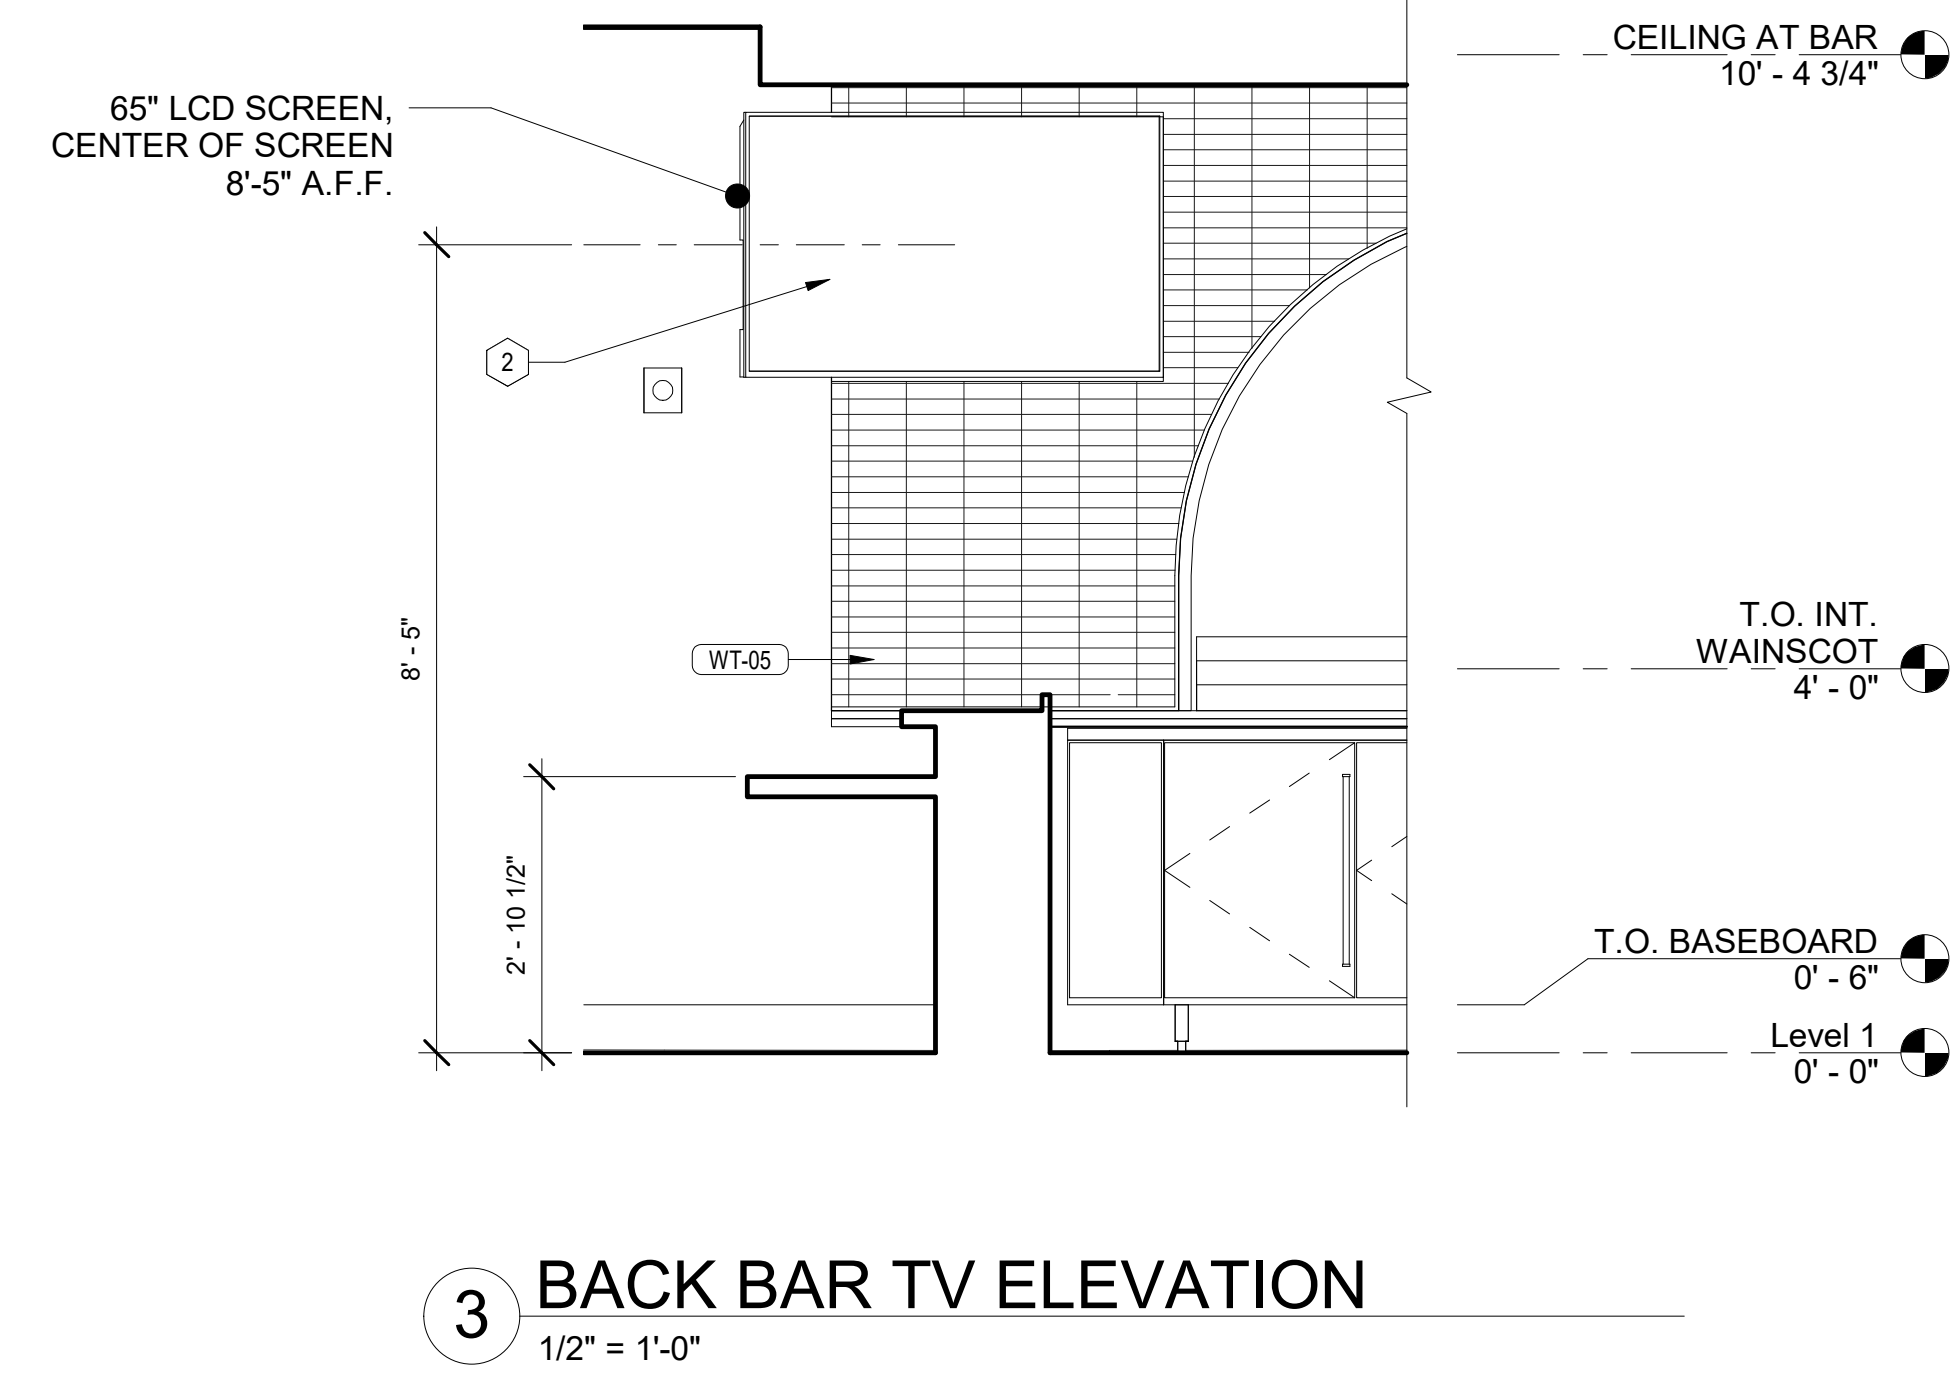 CEILING AT BAR
10' - 4 3/4"
65" LCD SCREEN,
CENTER OF SCREEN
8'-5" A.F.F.
2
8' - 5"
T.O. INT.
WAINSCOT
4' - 0"
WT-05
2' - 10 1/2"
T.O. BASEBOARD
0' - 6"
Level 1
0' - 0"
3
BACK BAR TV ELEVATION
1/2" = 1'-0"